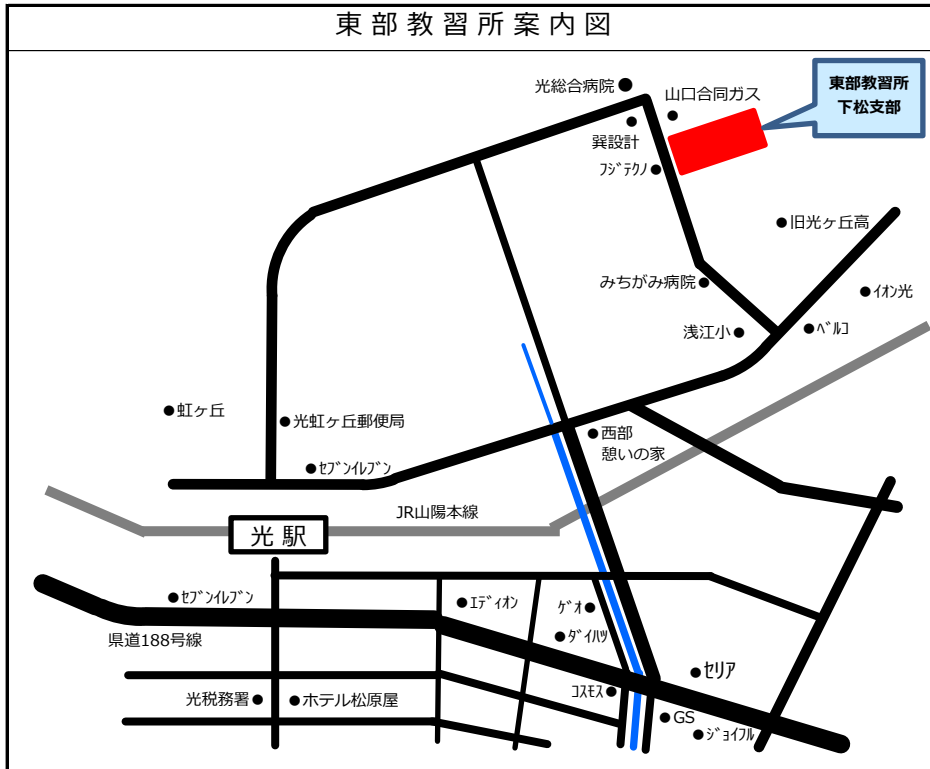 東部教習所案内図
光総合病院
山口合同ガス
東部教習所
下松支部
巽設計
ﾌｼﾞﾃｸﾉ
旧光ヶ丘高
みちがみ病院
ｲｵﾝ光
浅江小
ﾍﾞﾙｺ
虹ヶ丘
光虹ヶ丘郵便局
西部
憩いの家
ｾﾌﾞﾝｲﾚﾌﾞﾝ
JR山陽本線
光駅
ｾﾌﾞﾝｲﾚﾌﾞﾝ
ｴﾃﾞｨｵﾝ
ｹﾞｵ
ﾀﾞｲﾊﾂ
県道188号線
ｾﾘｱ
光税務署
ホテル松原屋
ｺｽﾓｽ
GS
ｼﾞｮｲﾌﾙ